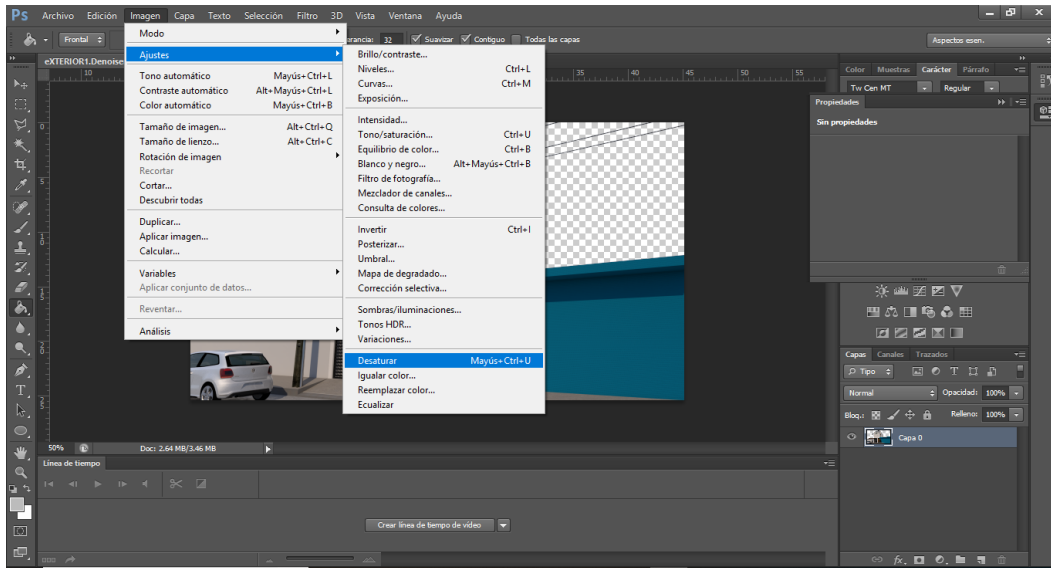 Ps Archivo Edición Imagen Capa Texto Selección Filtro 3D Vista Ventana Ayuda
Frontal
32 Suavizar Contiguo Todas las capas
Aspectos esen.
eXTERIOR1.Denoise
10 35 40 45 50 55
Modo
Ajustes
Tono automático Mayús+Ctrl+L
Contraste automático Alt+Mayús+Ctrl+L
Color automático Mayús+Ctrl+B
Tamaño de imagen... Alt+Ctrl+Q
Tamaño de lienzo... Alt+Ctrl+C
Rotación de imagen
Recortar
Cortar...
Descubrir todas
Duplicar...
Aplicar imagen...
Calcular...
Variables
Aplicar conjunto de datos...
Reventar...
Análisis
Brillo/contraste...
Niveles... Ctrl+L
Curvas... Ctrl+M
Exposición...
Intensidad...
Tono/saturación... Ctrl+U
Equilibrio de color... Ctrl+B
Blanco y negro... Alt+Mayús+Ctrl+B
Filtro de fotografía...
Mezclador de canales...
Consulta de colores...
Invertir Ctrl+I
Posterizar...
Umbral...
Mapa de degradado...
Corrección selectiva...
Sombras/iluminaciones...
Tonos HDR...
Variaciones...
Desaturar Mayús+Ctrl+U
Igualar color...
Reemplazar color...
Ecualizar
Color Muestras Carácter Párrafo
Tw Cen MT Regular
Propiedades
Sin propiedades
Capas Canales Trazados
Tipo
Normal Opacidad: 100%
Bloq.: Relleno: 100%
Capa 0
50% Doc: 2.64 MB/3.46 MB
Línea de tiempo
Crear línea de tiempo de vídeo